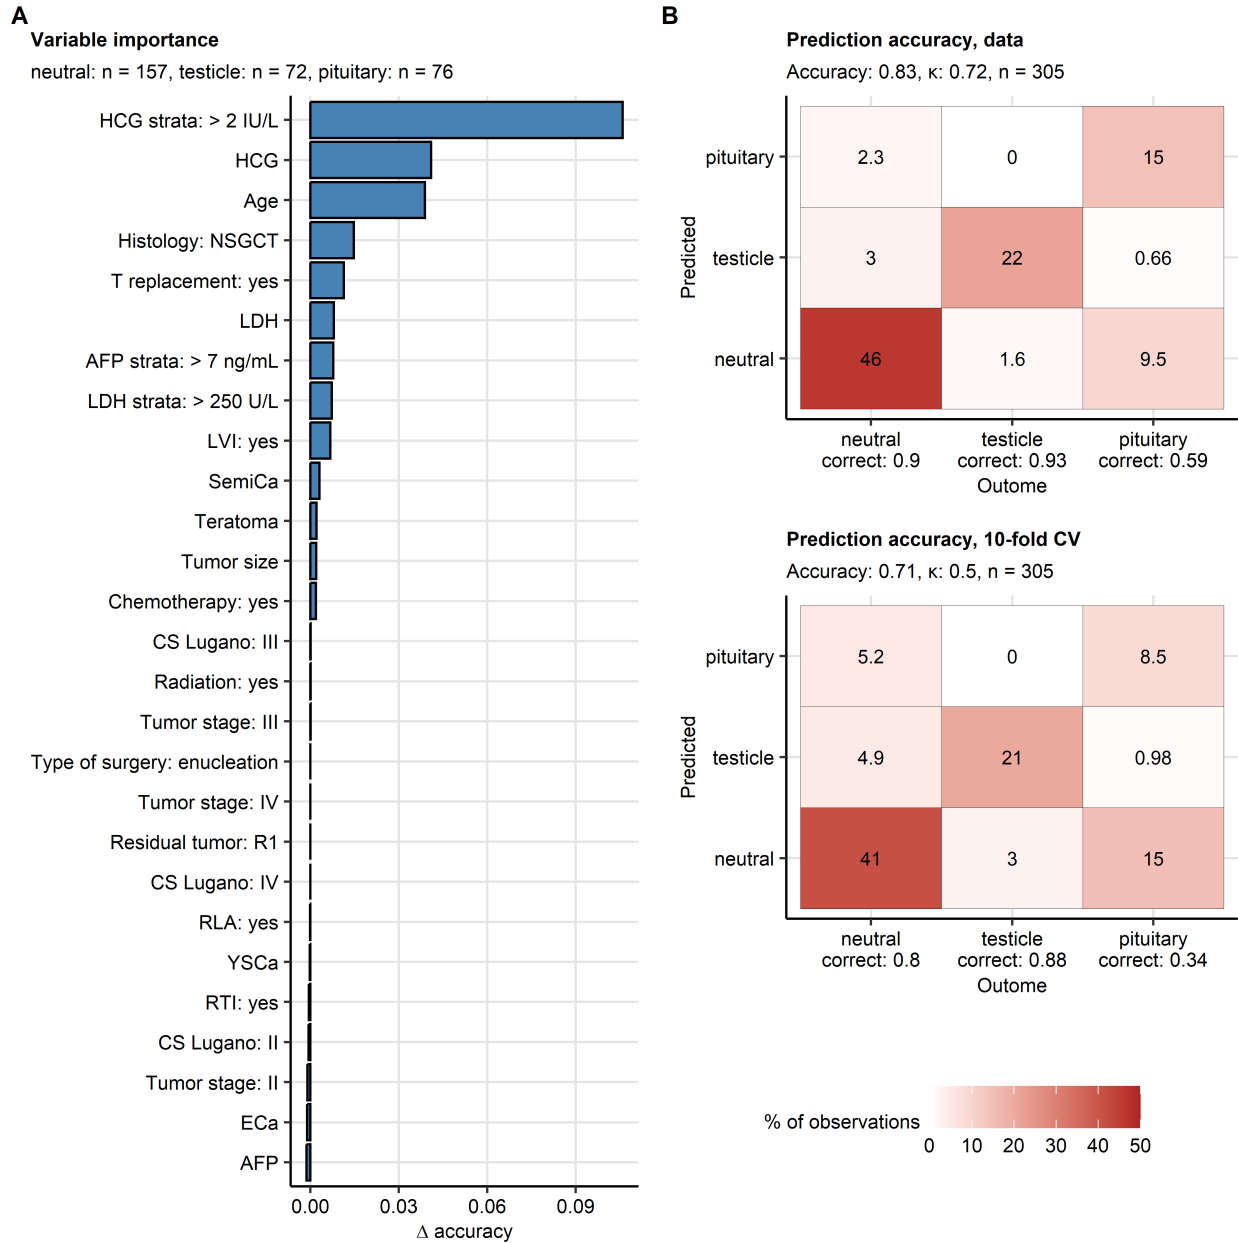 A
Variable importance
neutral: n = 157, testicle: n = 72, pituitary: n = 76
HCG strata: > 2 IU/L
HCG
Age
Histology: NSGCT
T replacement: yes
LDH
AFP strata: > 7 ng/mL
LDH strata: > 250 U/L
LVI: yes
SemiCa
Teratoma
Tumor size
Chemotherapy: yes
CS Lugano: III
Radiation: yes
Tumor stage: III
Type of surgery: enucleation
Tumor stage: IV
Residual tumor: R1
CS Lugano: IV
RLA: yes
YSCa
RTI: yes
CS Lugano: II
Tumor stage: II
ECa
AFP
0.00 0.03 0.06 0.09
Δ accuracy
B
Prediction accuracy, data
Accuracy: 0.83, κ: 0.72, n = 305
Predicted
pituitary 2.3 0 15
testicle 3 22 0.66
neutral 46 1.6 9.5
neutral testicle pituitary
correct: 0.9 correct: 0.93 correct: 0.59
Outome
Prediction accuracy, 10-fold CV
Accuracy: 0.71, κ: 0.5, n = 305
Predicted
pituitary 5.2 0 8.5
testicle 4.9 21 0.98
neutral 41 3 15
neutral testicle pituitary
correct: 0.8 correct: 0.88 correct: 0.34
Outome
% of observations
0 10 20 30 40 50